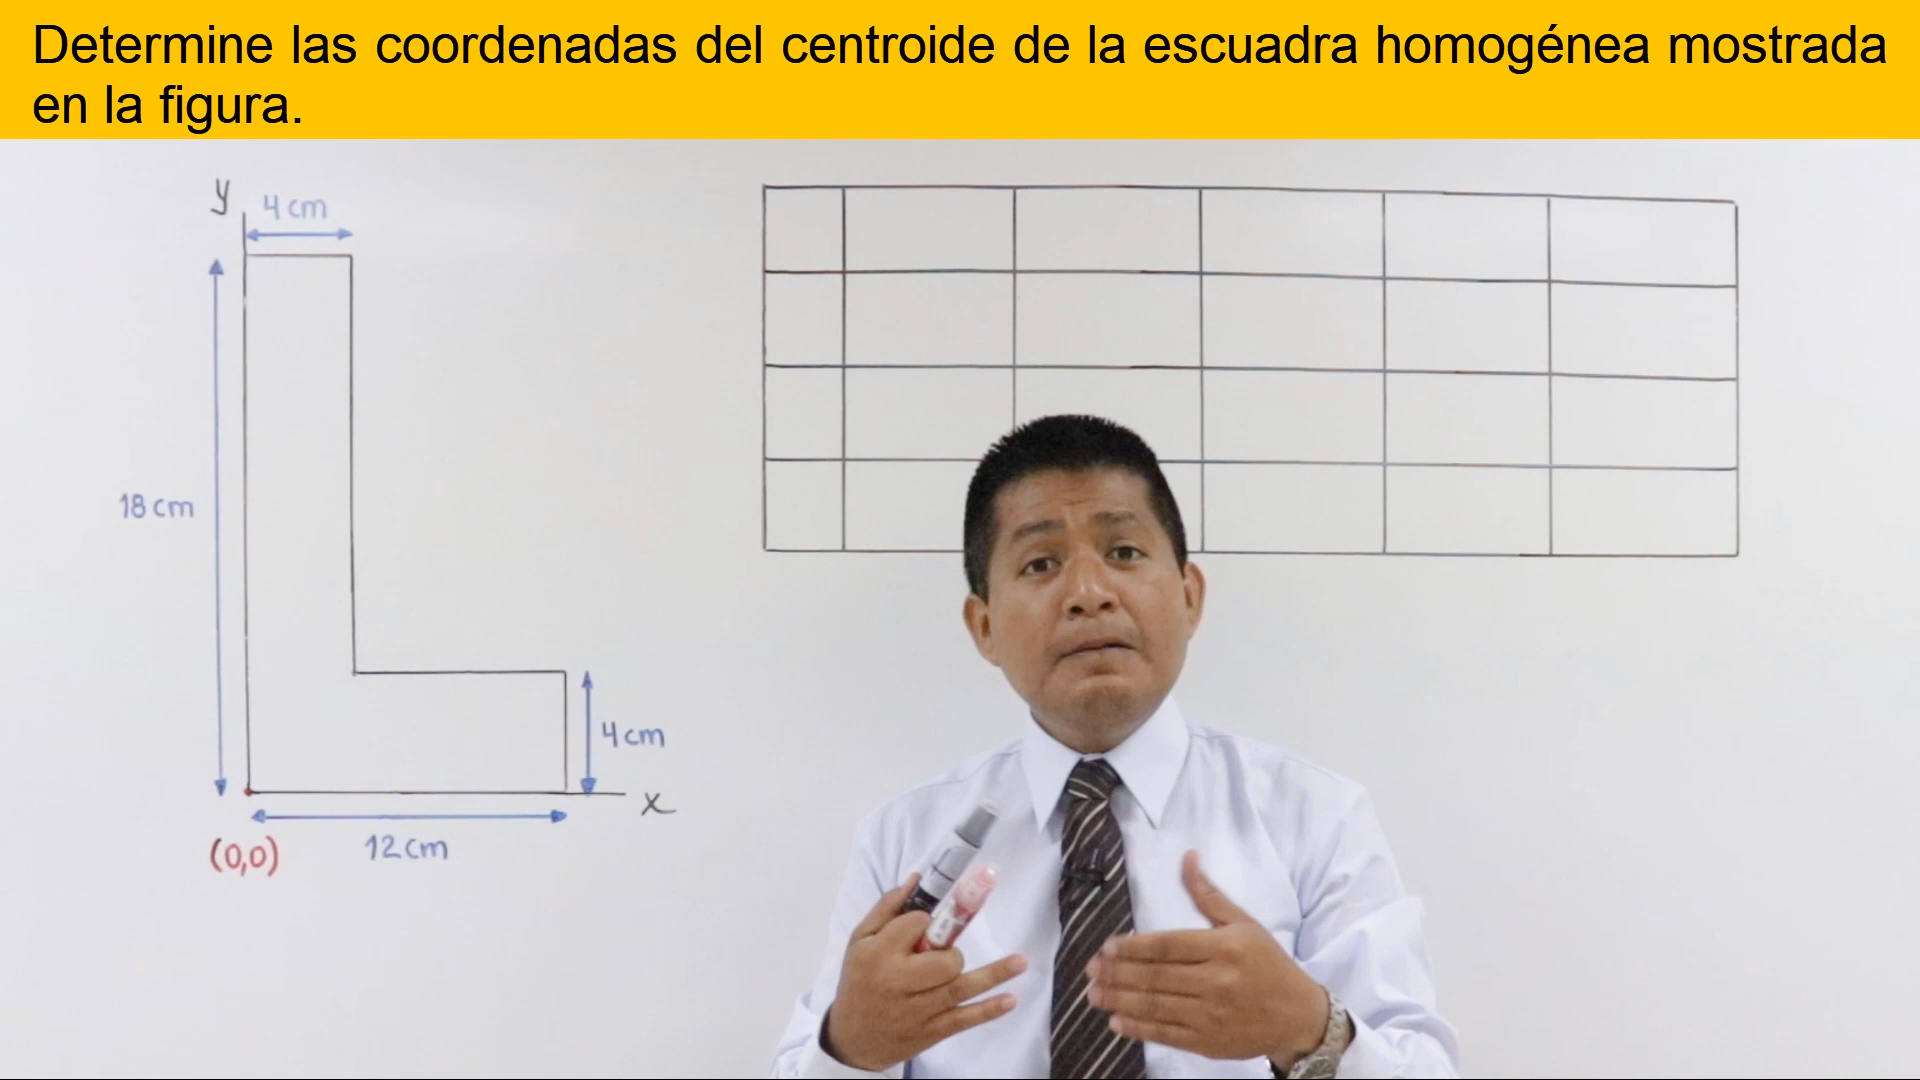 Determine las coordenadas del centroide de la escuadra homogénea mostrada
en la figura.
y
4 cm
18 cm
4 cm
x
(0,0)
12 cm